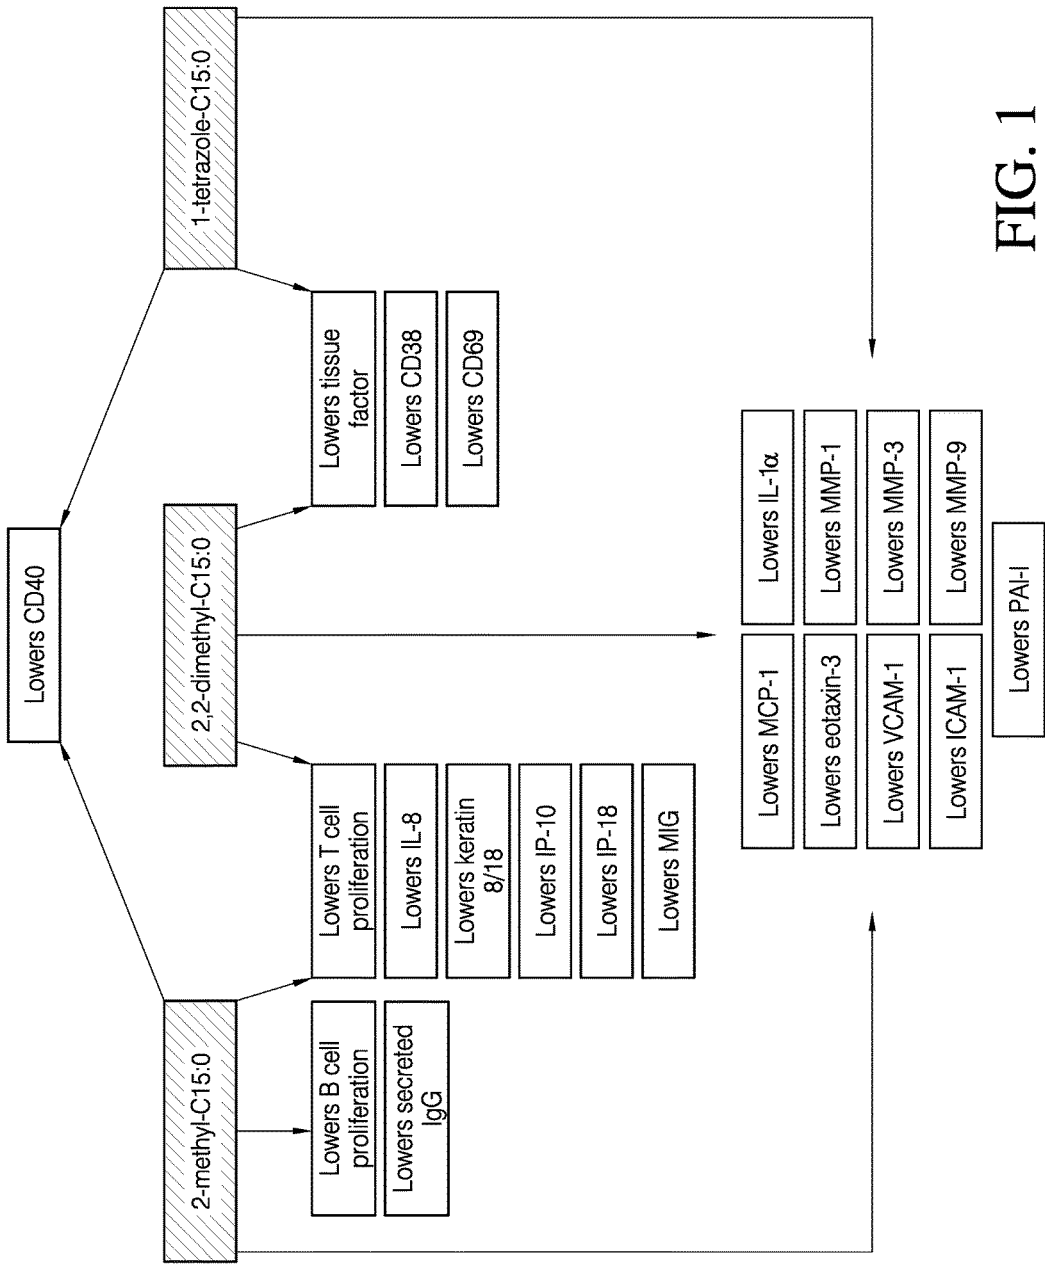 Lowers CD40
2-methyl-C15:0
2,2-dimethyl-C15:0
1-tetrazole-C15:0
Lowers B cell
proliferation
Lowers secreted
IgG
Lowers T cell
proliferation
Lowers IL-8
Lowers keratin
8/18
Lowers IP-10
Lowers IP-18
Lowers MIG
Lowers tissue
factor
Lowers CD38
Lowers CD69
Lowers MCP-1
Lowers IL-1α
Lowers eotaxin-3
Lowers MMP-1
Lowers VCAM-1
Lowers MMP-3
Lowers ICAM-1
Lowers MMP-9
Lowers PAI-I
FIG. 1